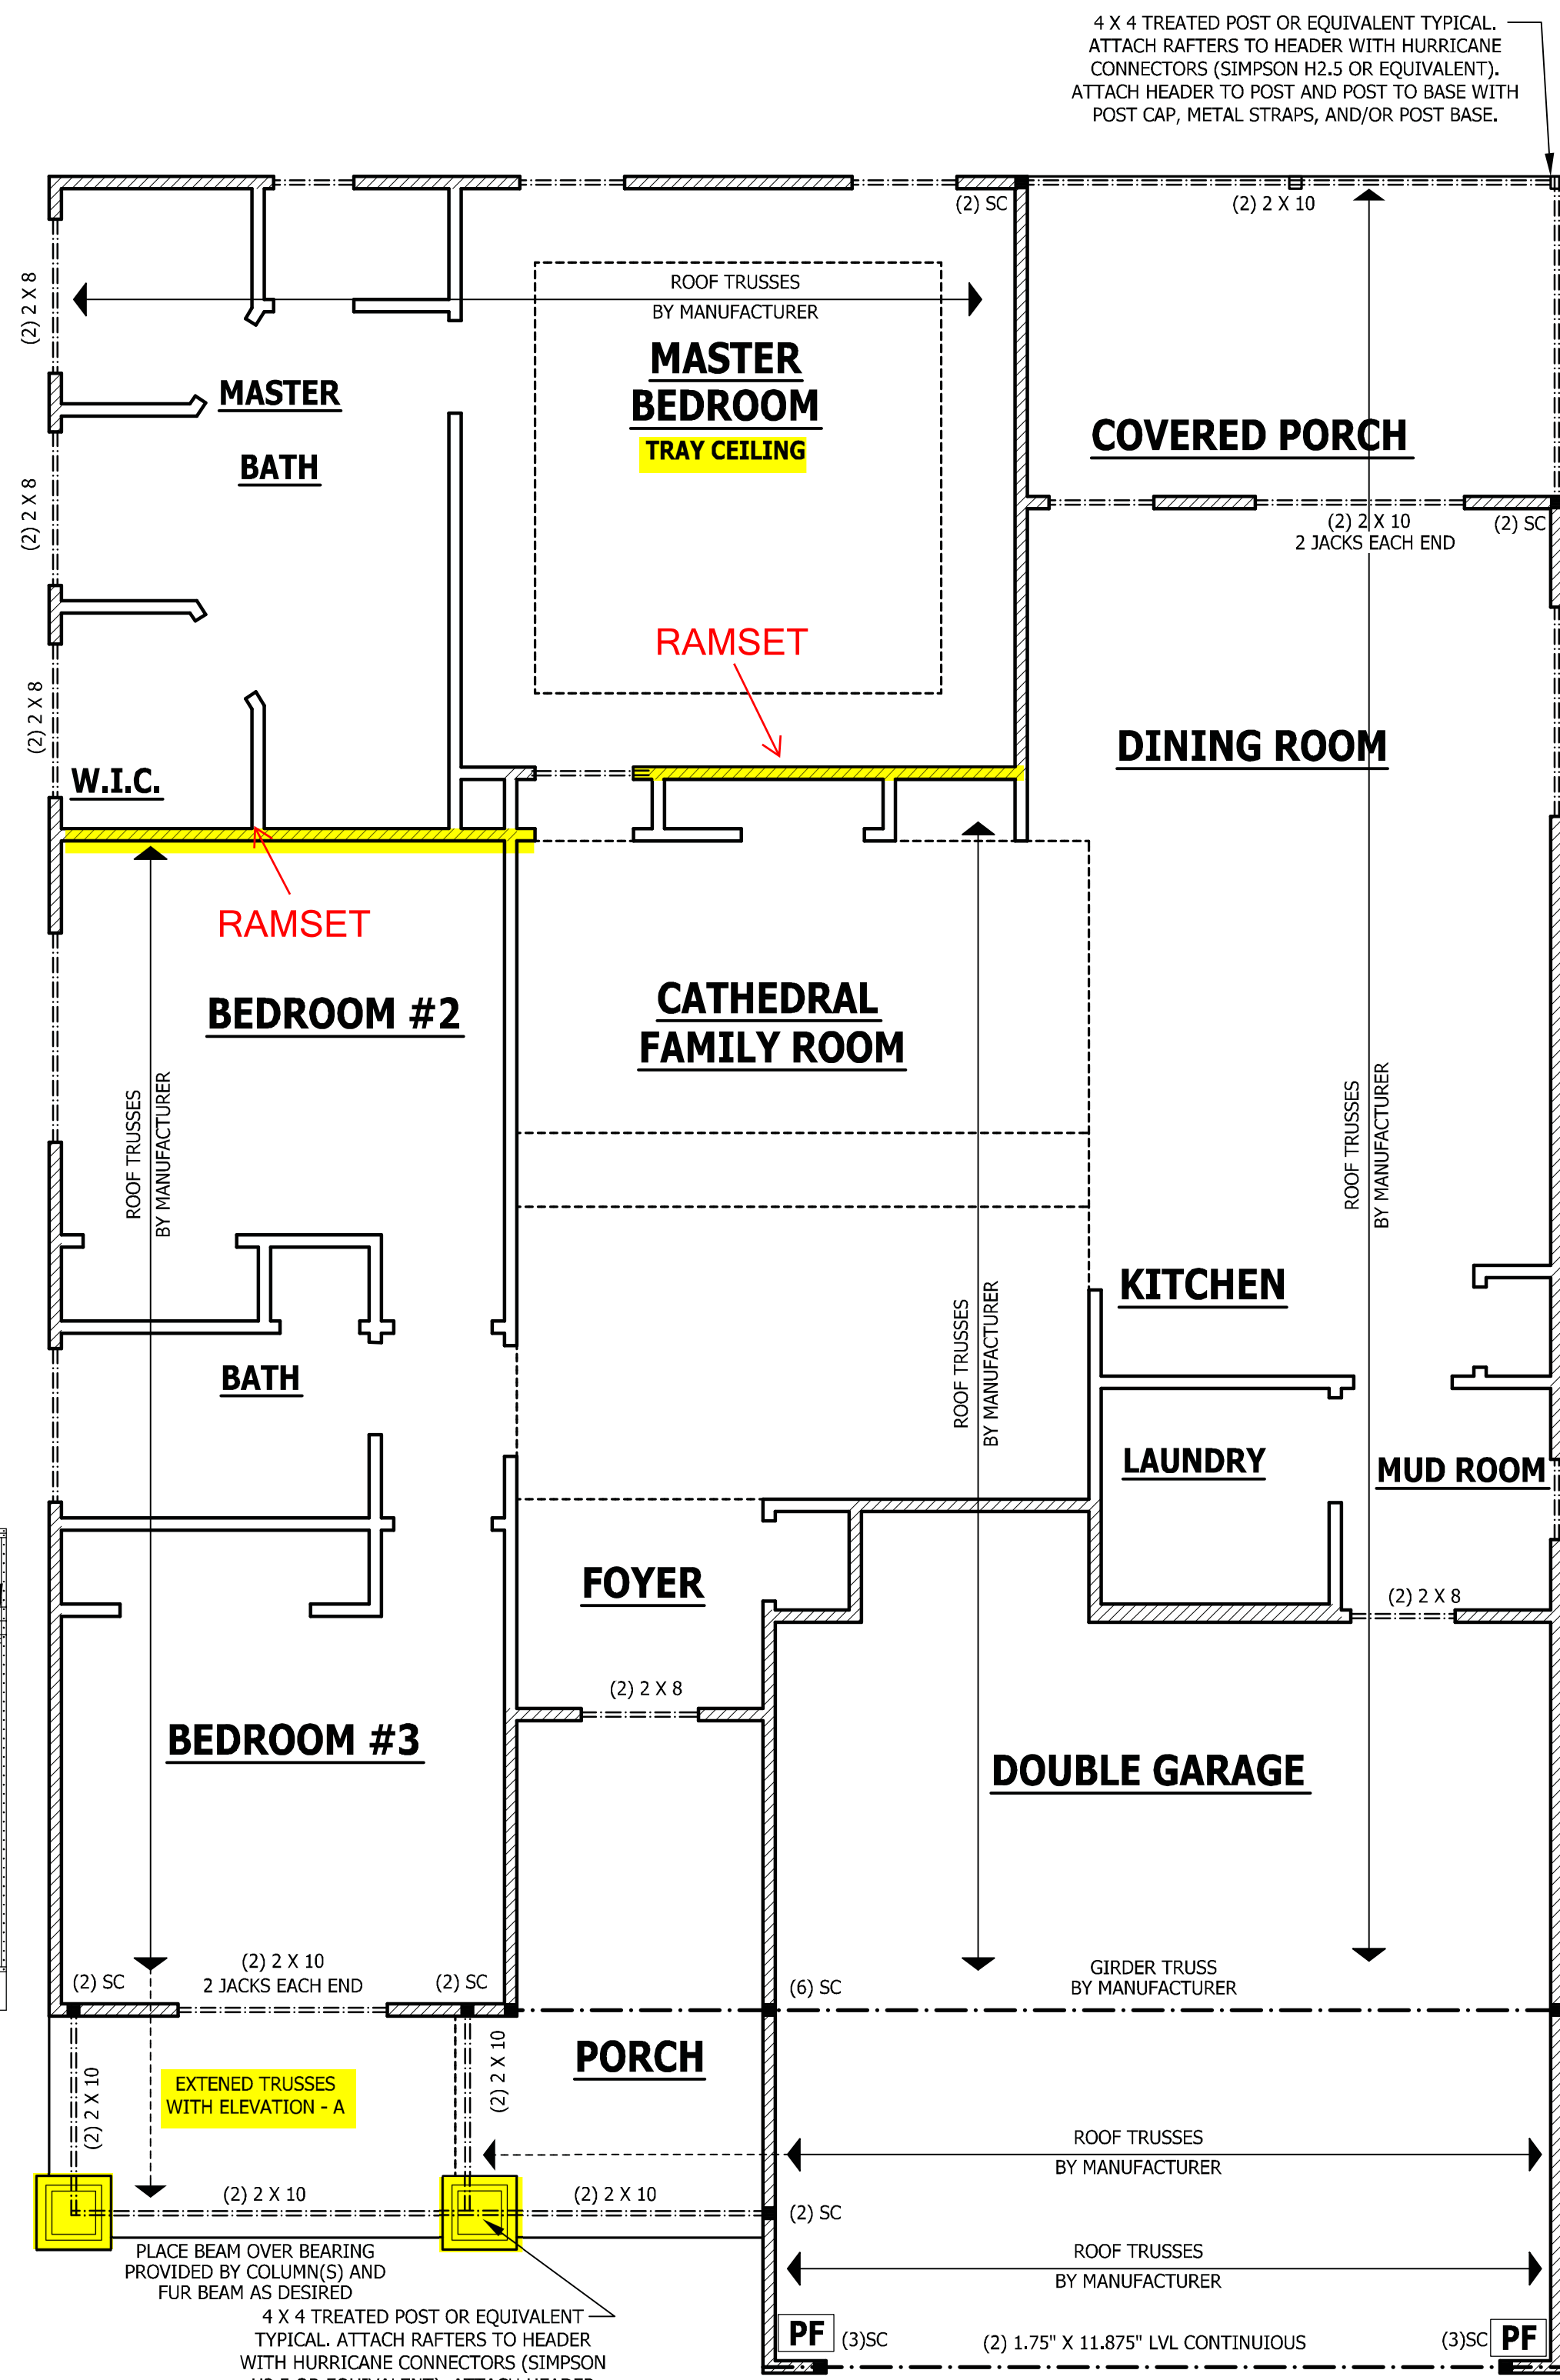 4 X 4 TREATED POST OR EQUIVALENT TYPICAL.
ATTACH RAFTERS TO HEADER WITH HURRICANE
CONNECTORS (SIMPSON H2.5 OR EQUIVALENT).
ATTACH HEADER TO POST AND POST TO BASE WITH
POST CAP, METAL STRAPS, AND/OR POST BASE.
(2) SC
(2) 2 X 10
(2) 2 X 8
ROOF TRUSSES
BY MANUFACTURER
MASTER
BEDROOM
TRAY CEILING
MASTER
BATH
COVERED PORCH
(2) 2 X 8
(2) 2 X 10
2 JACKS EACH END
(2) SC
RAMSET
(2) 2 X 8
W.I.C.
DINING ROOM
RAMSET
BEDROOM #2
CATHEDRAL
FAMILY ROOM
ROOF TRUSSES
BY MANUFACTURER
ROOF TRUSSES
BY MANUFACTURER
ROOF TRUSSES
BY MANUFACTURER
KITCHEN
BATH
LAUNDRY
MUD ROOM
FOYER
(2) 2 X 8
(2) 2 X 8
BEDROOM #3
DOUBLE GARAGE
(2) SC
(2) 2 X 10
2 JACKS EACH END
(2) SC
(6) SC
GIRDER TRUSS
BY MANUFACTURER
(2) 2 X 10
EXTENED TRUSSES
WITH ELEVATION - A
(2) 2 X 10
PORCH
ROOF TRUSSES
BY MANUFACTURER
(2) 2 X 10
(2) 2 X 10
(2) SC
PLACE BEAM OVER BEARING
PROVIDED BY COLUMN(S) AND
FUR BEAM AS DESIRED
ROOF TRUSSES
BY MANUFACTURER
4 X 4 TREATED POST OR EQUIVALENT
TYPICAL. ATTACH RAFTERS TO HEADER
WITH HURRICANE CONNECTORS (SIMPSON
PF
(3)SC
(2) 1.75" X 11.875" LVL CONTINUIOUS
(3)SC
PF